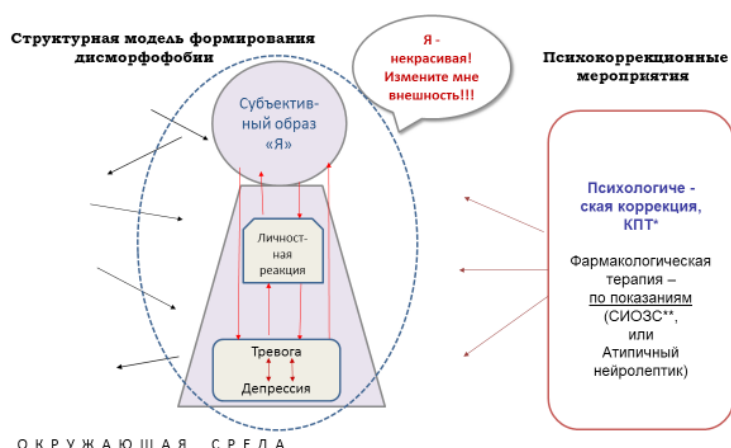 Структурная модель формирования
дисморфофобии
Я -
некрасивая!
Измените мне
внешность!!!
Психокоррекционные
мероприятия
Субъектив-
ный образ
«Я»
Личност-
ная
реакция
Тревога
Депрессия
Психологиче -
ская коррекция,
КПТ*
Фармакологическая
терапия –
по показаниям
(СИОЗС**,
или
Атипичный
нейролептик)
ОКРУЖАЮЩАЯ СРЕДА